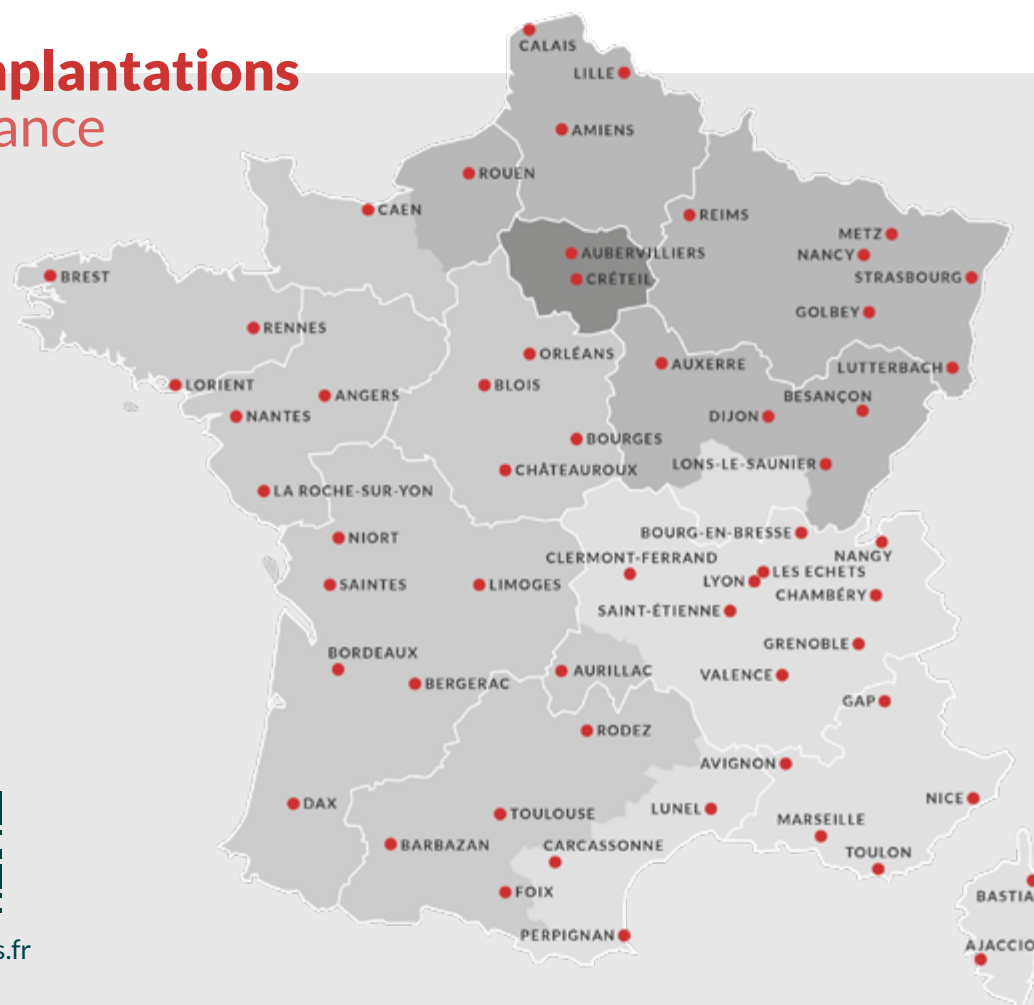 nplantations
ance
CALAIS
LILLE
AMIENS
ROUEN
CAEN
REIMS
METZ
NANCY
AUBERVILLIERS
BREST
STRASBOURG
CRÉTEIL
GOLBEY
RENNES
ORLÉANS
AUXERRE
LUTTERBACH
LORIENT
BLOIS
ANGERS
BESANÇON
NANTES
DIJON
BOURGES
LONS-LE-SAUNIER
CHÂTEAUROUX
LA ROCHE-SUR-YON
BOURG-EN-BRESSE
NIORT
NANGY
CLERMONT-FERRAND
LES ECHETS
LYON
SAINTES
LIMOGES
CHAMBÉRY
SAINT-ÉTIENNE
GRENOBLE
BORDEAUX
AURILLAC
VALENCE
BERGERAC
GAP
RODEZ
AVIGNON
NICE
DAX
LUNEL
TOULOUSE
MARSEILLE
BARBAZAN
CARCASSONNE
TOULON
FOIX
BASTIA
PERPIGNAN
AJACCIO
s.fr